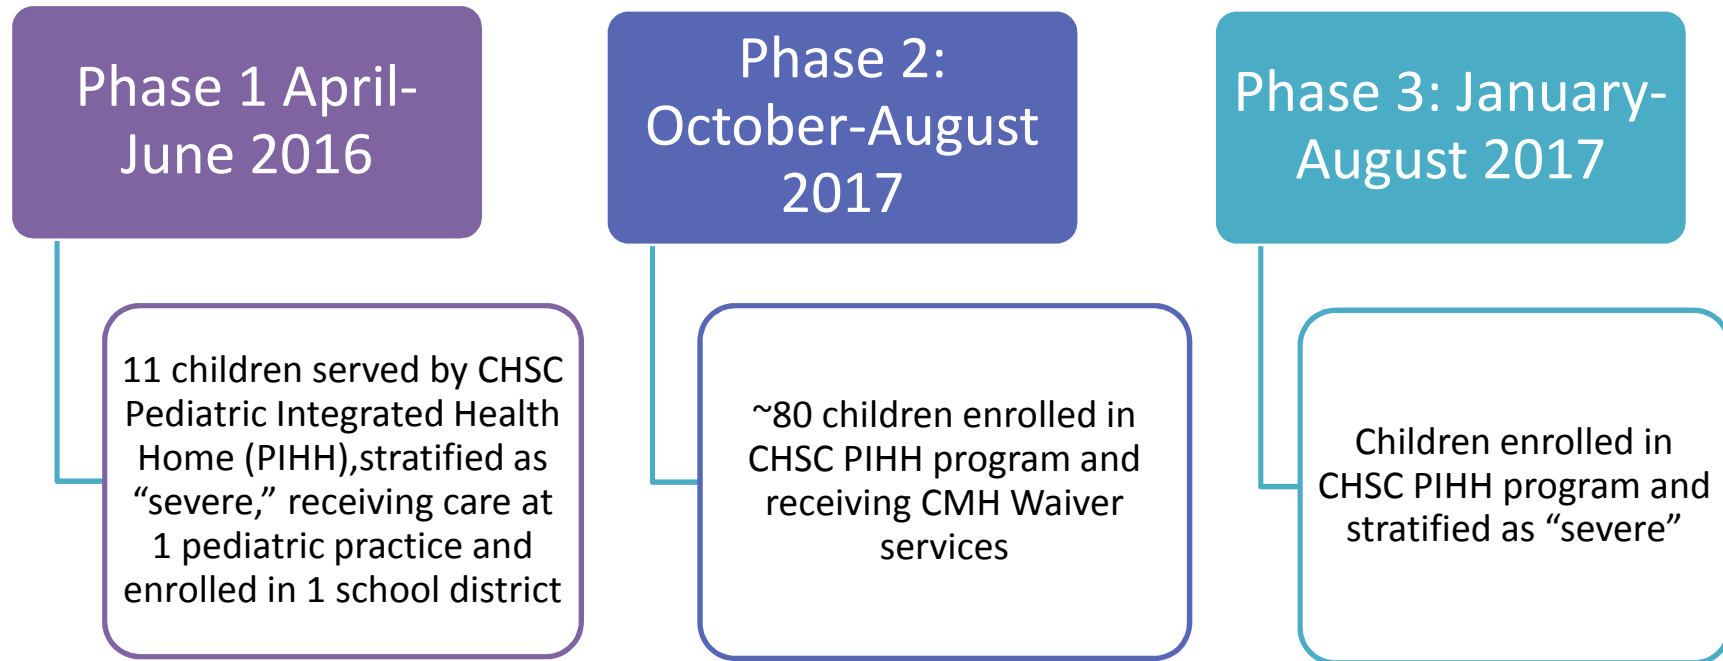 Phase 1 April-
June 2016
11 children served by CHSC
Pediatric Integrated Health
Home (PIHH),stratified as
“severe,” receiving care at
1 pediatric practice and
enrolled in 1 school district
Phase 2:
October-August
2017
~80 children enrolled in
CHSC PIHH program and
receiving CMH Waiver
services
Phase 3: January-
August 2017
Children enrolled in
CHSC PIHH program and
stratified as “severe”